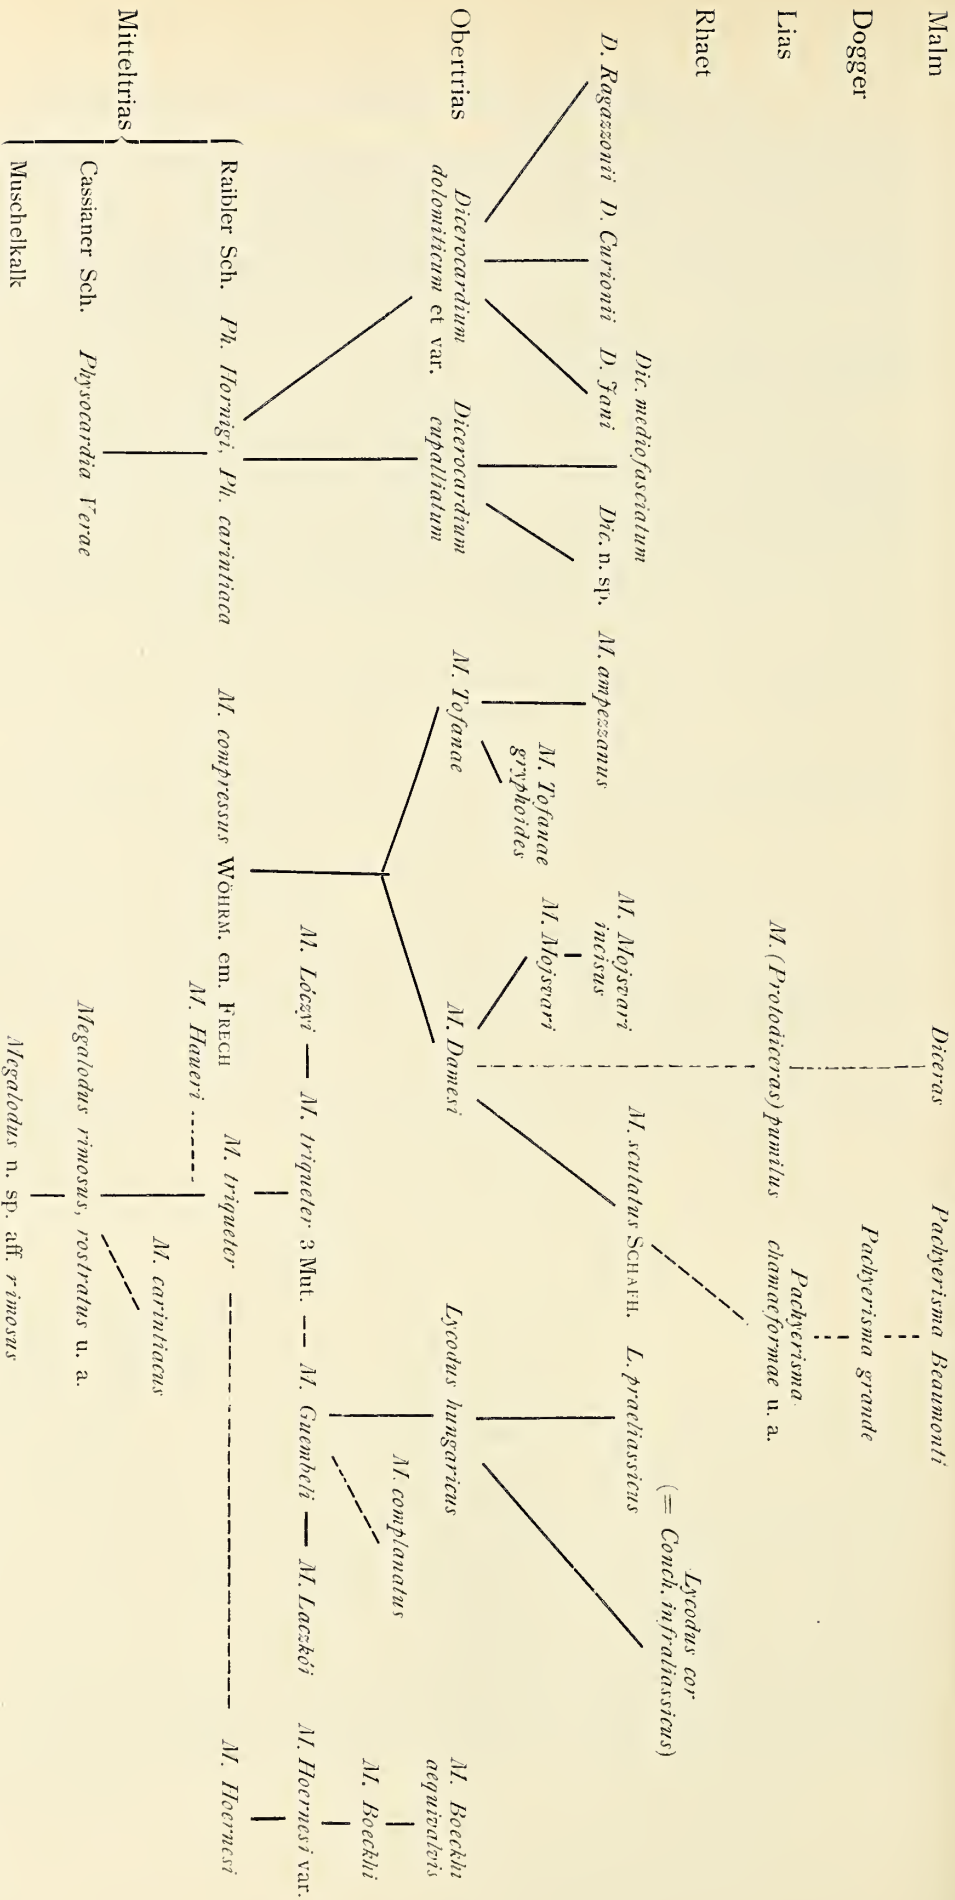 Malm
Diceras
Pachyerisma Beaumonti
Dogger
Pachyerisma grande
Lias
M. (Protodiceras) pumilus
Pachyerisma
chamaeformae u. a.
Rhaet
Lycodus cor
(= Conch. infraliassicus)
Dic. mediofasciatum
D. Ragazzonii
D. Curionii
D. Jani
Dic. n. sp.
M. ampezzanus
M. Mojsvari
incisus
M. scutatus SCHAFH.
L. praeliassicus
M. Tofanae
gryphoides
M. Mojsvari
Obertrias
Dicerocardium
dolomiticum et var.
Dicerocardium
eupalliatum
M. Tofanae
M. Damesi
Lycodus hungaricus
M. Boeckhi
aequivalvis
M. complanatus
M. Boeckhi
M. Lóczyi — M. triqueter 3 Mut. -- M. Guembeli — M. Laczkói
M. Hoernesi var.
Mitteltrias
Raibler Sch.
Ph. Hornigi, Ph. carintiaca
M. compressus WÖHRM. em. FRECH
M. triqueter
M. Hoernesi
M. Haueri
M. carintiacus
Cassianer Sch.
Physocardia Verae
Megalodus rimosus, rostratus u. a.
Muschelkalk
Megalodus n. sp. aff. rimosus